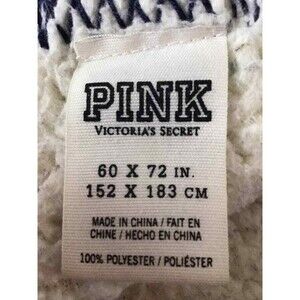 PINK
VICTORIA'S SECRET
60 X 72 IN.
152 X 183 CM
MADE IN CHINA / FAIT EN
CHINE / HECHO EN CHINA
100% POLYESTER / POLIÉSTER